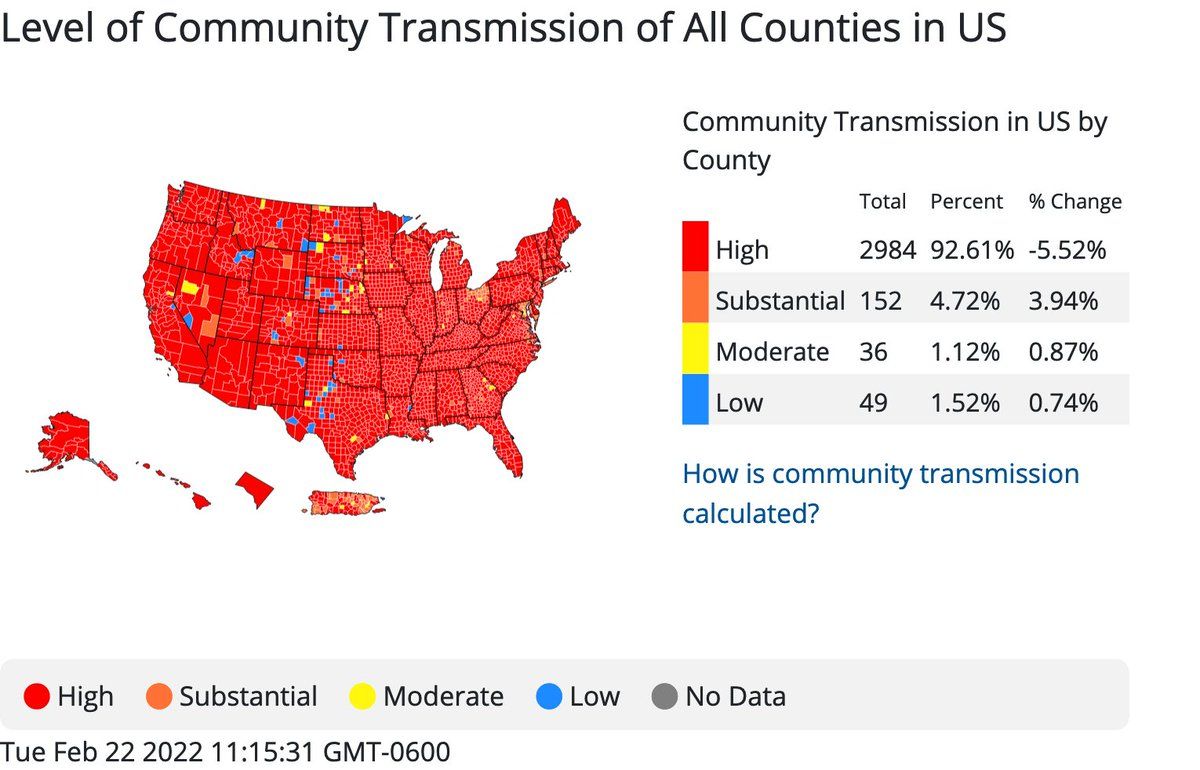 Level of Community Transmission of All Counties in US
Community Transmission in US by
County
Total Percent % Change
High 2984 92.61% -5.52%
Substantial 152 4.72% 3.94%
Moderate 36 1.12% 0.87%
Low 49 1.52% 0.74%
How is community transmission
calculated?
High Substantial Moderate Low No Data
Tue Feb 22 2022 11:15:31 GMT-0600